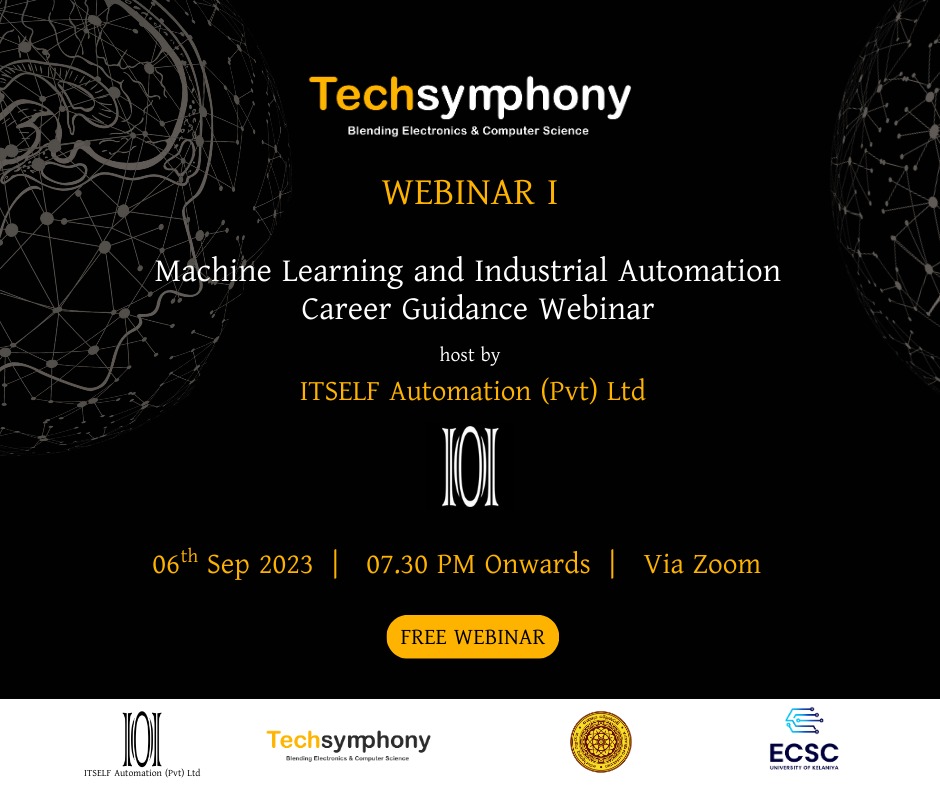 Techsymphony
Blending Electronics & Computer Science
WEBINAR I
Machine Learning and Industrial Automation
Career Guidance Webinar
host by
ITSELF Automation (Pvt) Ltd
06th Sep 2023 | 07.30 PM Onwards | Via Zoom
FREE WEBINAR
ITSELF Automation (Pvt) Ltd
Techsymphony
Blending Electronics & Computer Science
ECSC
UNIVERSITY OF KELANIYA